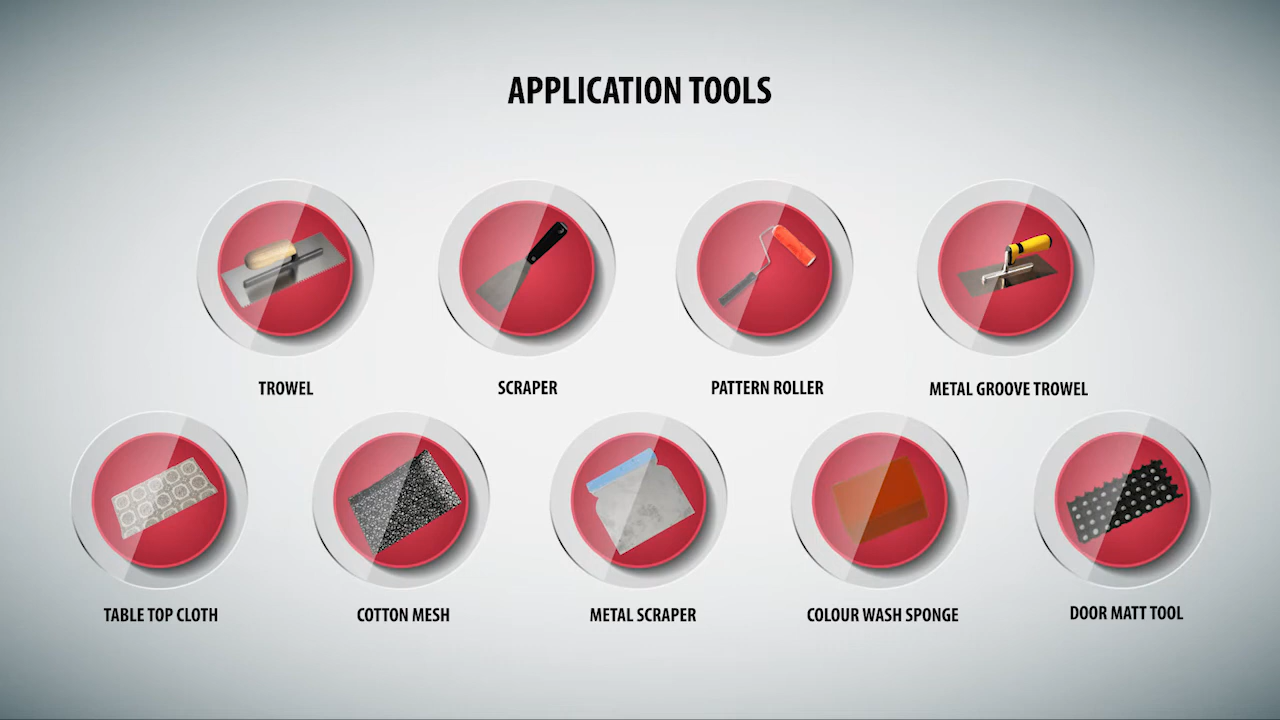 APPLICATION TOOLS
TROWEL
SCRAPER
PATTERN ROLLER
METAL GROOVE TROWEL
TABLE TOP CLOTH
COTTON MESH
METAL SCRAPER
COLOUR WASH SPONGE
DOOR MATT TOOL